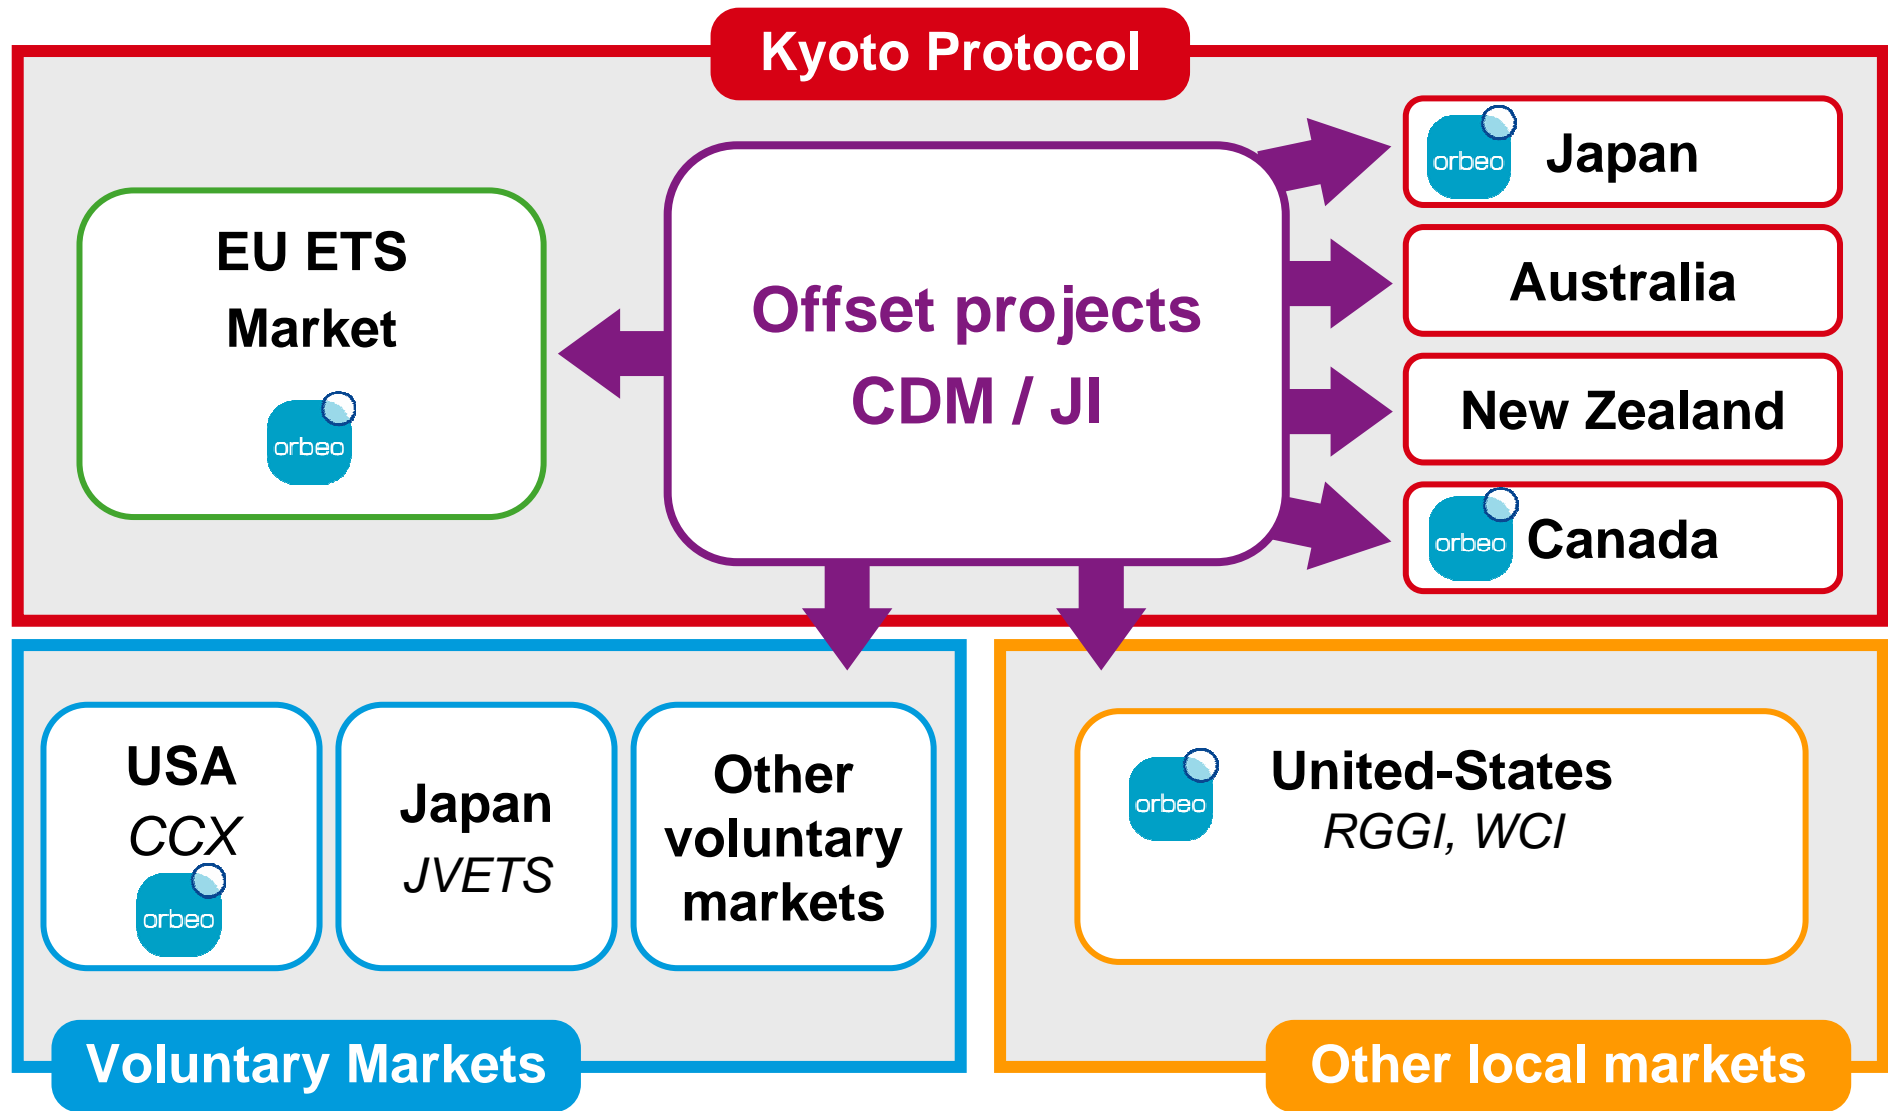 Kyoto Protocol
EU ETS
Market
orbeo
Offset projects
CDM / JI
orbeo
Japan
Australia
New Zealand
orbeo
Canada
USA
CCX
orbeo
Japan
JVETS
Other
voluntary
markets
Voluntary Markets
orbeo
United-States
RGGI, WCI
Other local markets